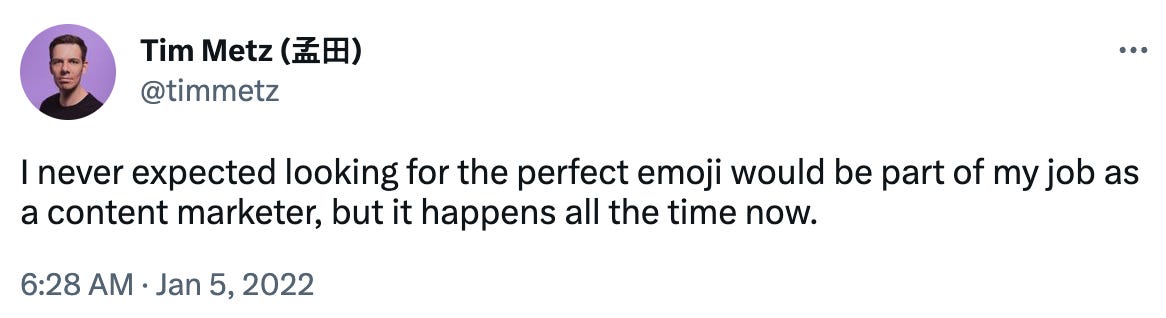 Tim Metz (孟田)
@timmetz
I never expected looking for the perfect emoji would be part of my job as
a content marketer, but it happens all the time now.
6:28 AM · Jan 5, 2022